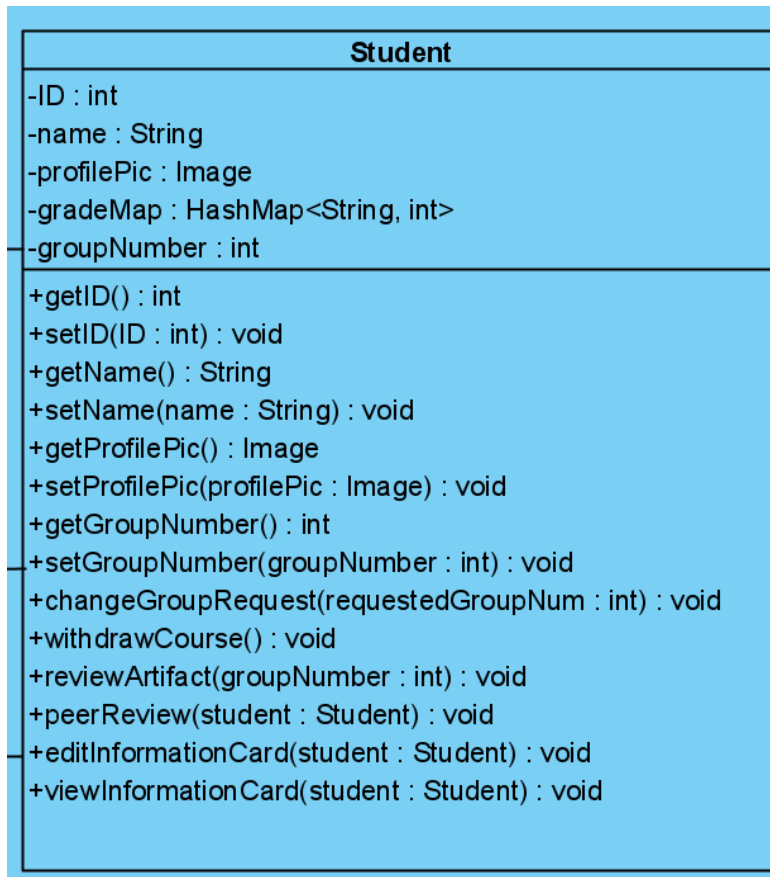 Student
-ID : int
-name : String
-profilePic : Image
-gradeMap : HashMap<String, int>
-groupNumber : int
+getID() : int
+setID(ID : int) : void
+getName() : String
+setName(name : String) : void
+getProfilePic() : Image
+setProfilePic(profilePic : Image) : void
+getGroupNumber() : int
+setGroupNumber(groupNumber : int) : void
+changeGroupRequest(requestedGroupNum : int) : void
+withdrawCourse() : void
+reviewArtifact(groupNumber : int) : void
+peerReview(student : Student) : void
+editInformationCard(student : Student) : void
+viewInformationCard(student : Student) : void